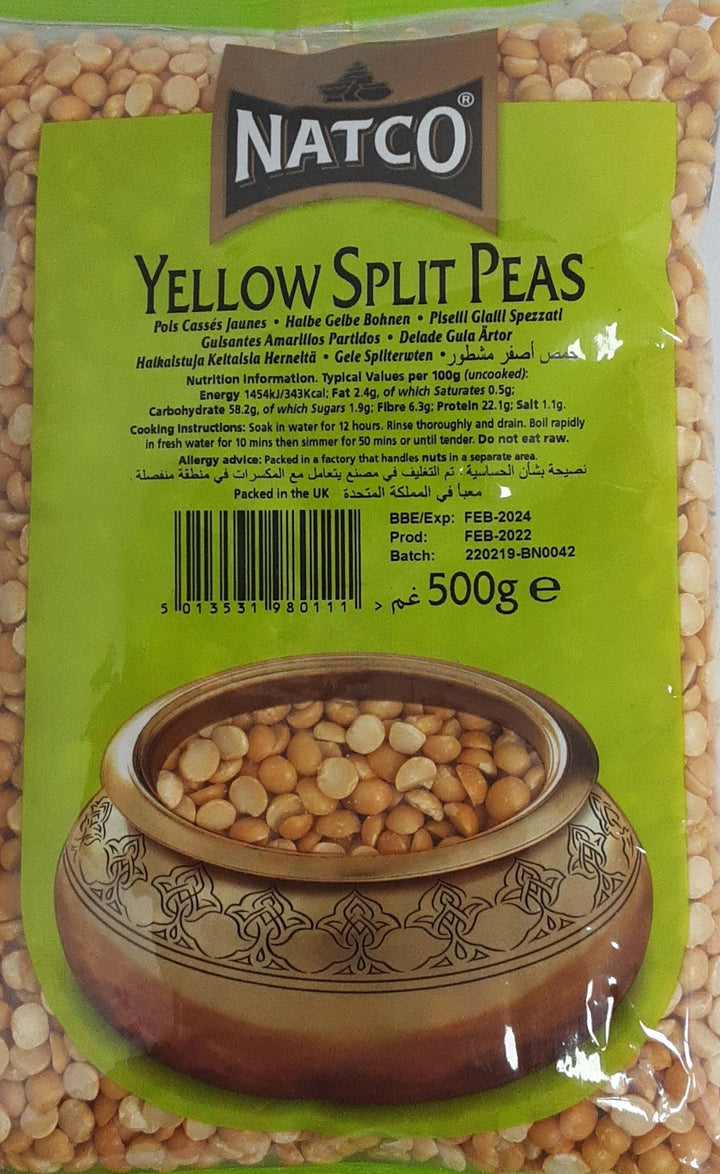 NATCO®
YELLOW SPLIT PEAS
Pois Cassés Jaunes • Halbe Gelbe Bohnen • Piselli Gialli Spezzati
Guisantes Amarillos Partidos • Delade Gula Ärtor
Halkaistuja Keltaisia Herneitä • Gele Spliterwten • حمص أصفر مشطور
Nutrition Information. Typical Values per 100g (uncooked):
Energy 1454kJ/343Kcal; Fat 2.4g, of which Saturates 0.5g;
Carbohydrate 58.2g, of which Sugars 1.9g; Fibre 6.3g; Protein 22.1g; Salt 1.1g.
Cooking Instructions: Soak in water for 12 hours. Rinse thoroughly and drain. Boil rapidly
in fresh water for 10 mins then simmer for 50 mins or until tender. Do not eat raw.
Allergy advice: Packed in a factory that handles nuts in a separate area.
نصيحة بشأن الحساسية: تم التغليف في مصنع يتعامل مع المكسرات في منطقة منفصلة.
Packed in the UK معبأ في المملكة المتحدة
BBE/Exp: FEB-2024
Prod: FEB-2022
Batch: 220219-BN0042
5 013531 980111 >
غم 500g e